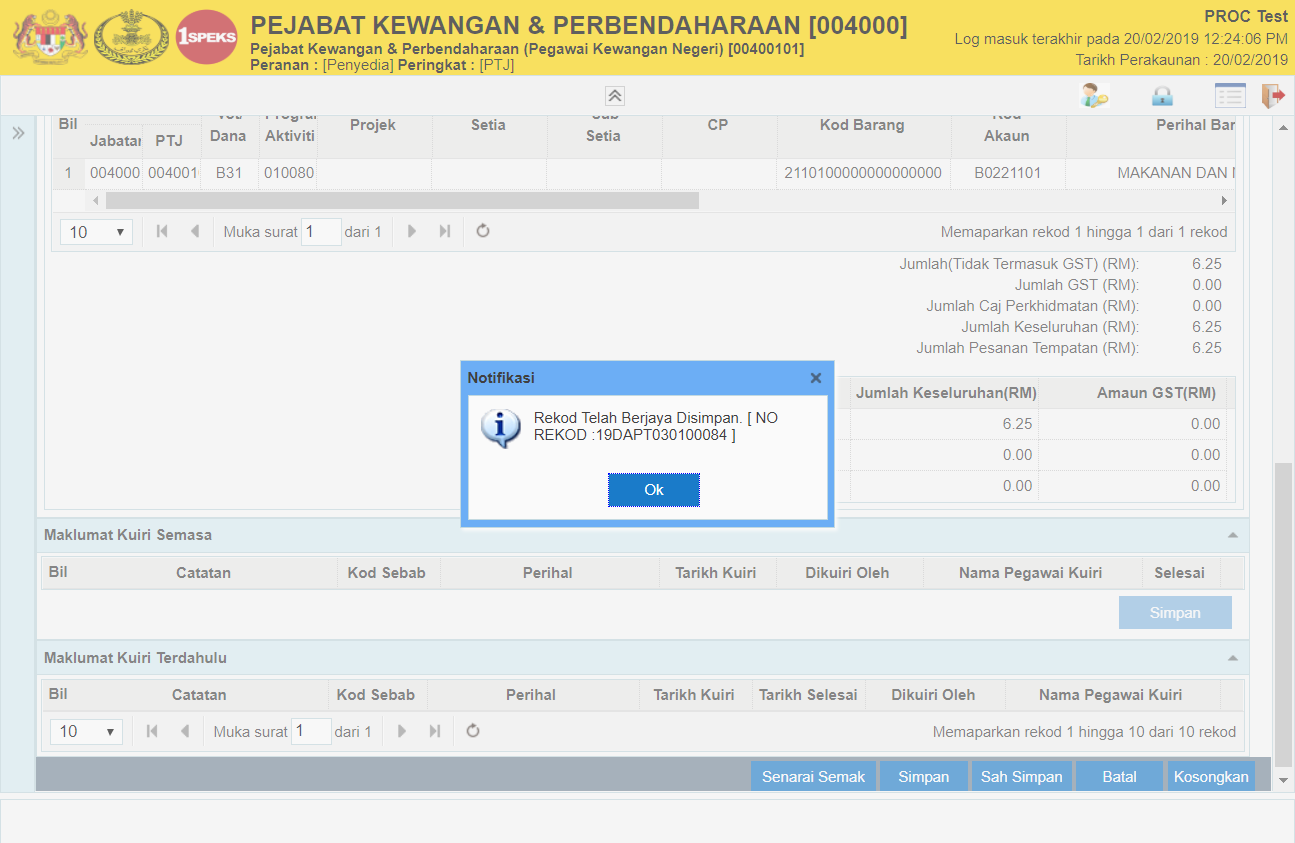 1SPEKS
PEJABAT KEWANGAN & PERBENDAHARAAN [004000]
Pejabat Kewangan & Perbendaharaan (Pegawai Kewangan Negeri) [00400101]
Peranan : [Penyedia] Peringkat : [PTJ]
PROC Test
Log masuk terakhir pada 20/02/2019 12:24:06 PM
Tarikh Perakaunan : 20/02/2019
Bil Jabatan PTJ Dana Aktiviti Projek Setia Sub Setia CP Kod Barang Kod Akaun Perihal Bar
1 004000 004001 B31 010080 2110100000000000000 B0221101 MAKANAN DAN
10 Muka surat 1 dari 1 Memaparkan rekod 1 hingga 1 dari 1 rekod
Jumlah(Tidak Termasuk GST) (RM): 6.25
Jumlah GST (RM): 0.00
Jumlah Caj Perkhidmatan (RM): 0.00
Jumlah Keseluruhan (RM): 6.25
Jumlah Pesanan Tempatan (RM): 6.25
Notifikasi
Rekod Telah Berjaya Disimpan. [ NO
REKOD :19DAPT030100084 ]
Ok
Jumlah Keseluruhan(RM) Amaun GST(RM)
6.25 0.00
0.00 0.00
0.00 0.00
Maklumat Kuiri Semasa
Bil Catatan Kod Sebab Perihal Tarikh Kuiri Dikuiri Oleh Nama Pegawai Kuiri Selesai
Simpan
Maklumat Kuiri Terdahulu
Bil Catatan Kod Sebab Perihal Tarikh Kuiri Tarikh Selesai Dikuiri Oleh Nama Pegawai Kuiri
10 Muka surat 1 dari 1 Memaparkan rekod 1 hingga 10 dari 10 rekod
Senarai Semak Simpan Sah Simpan Batal Kosongkan